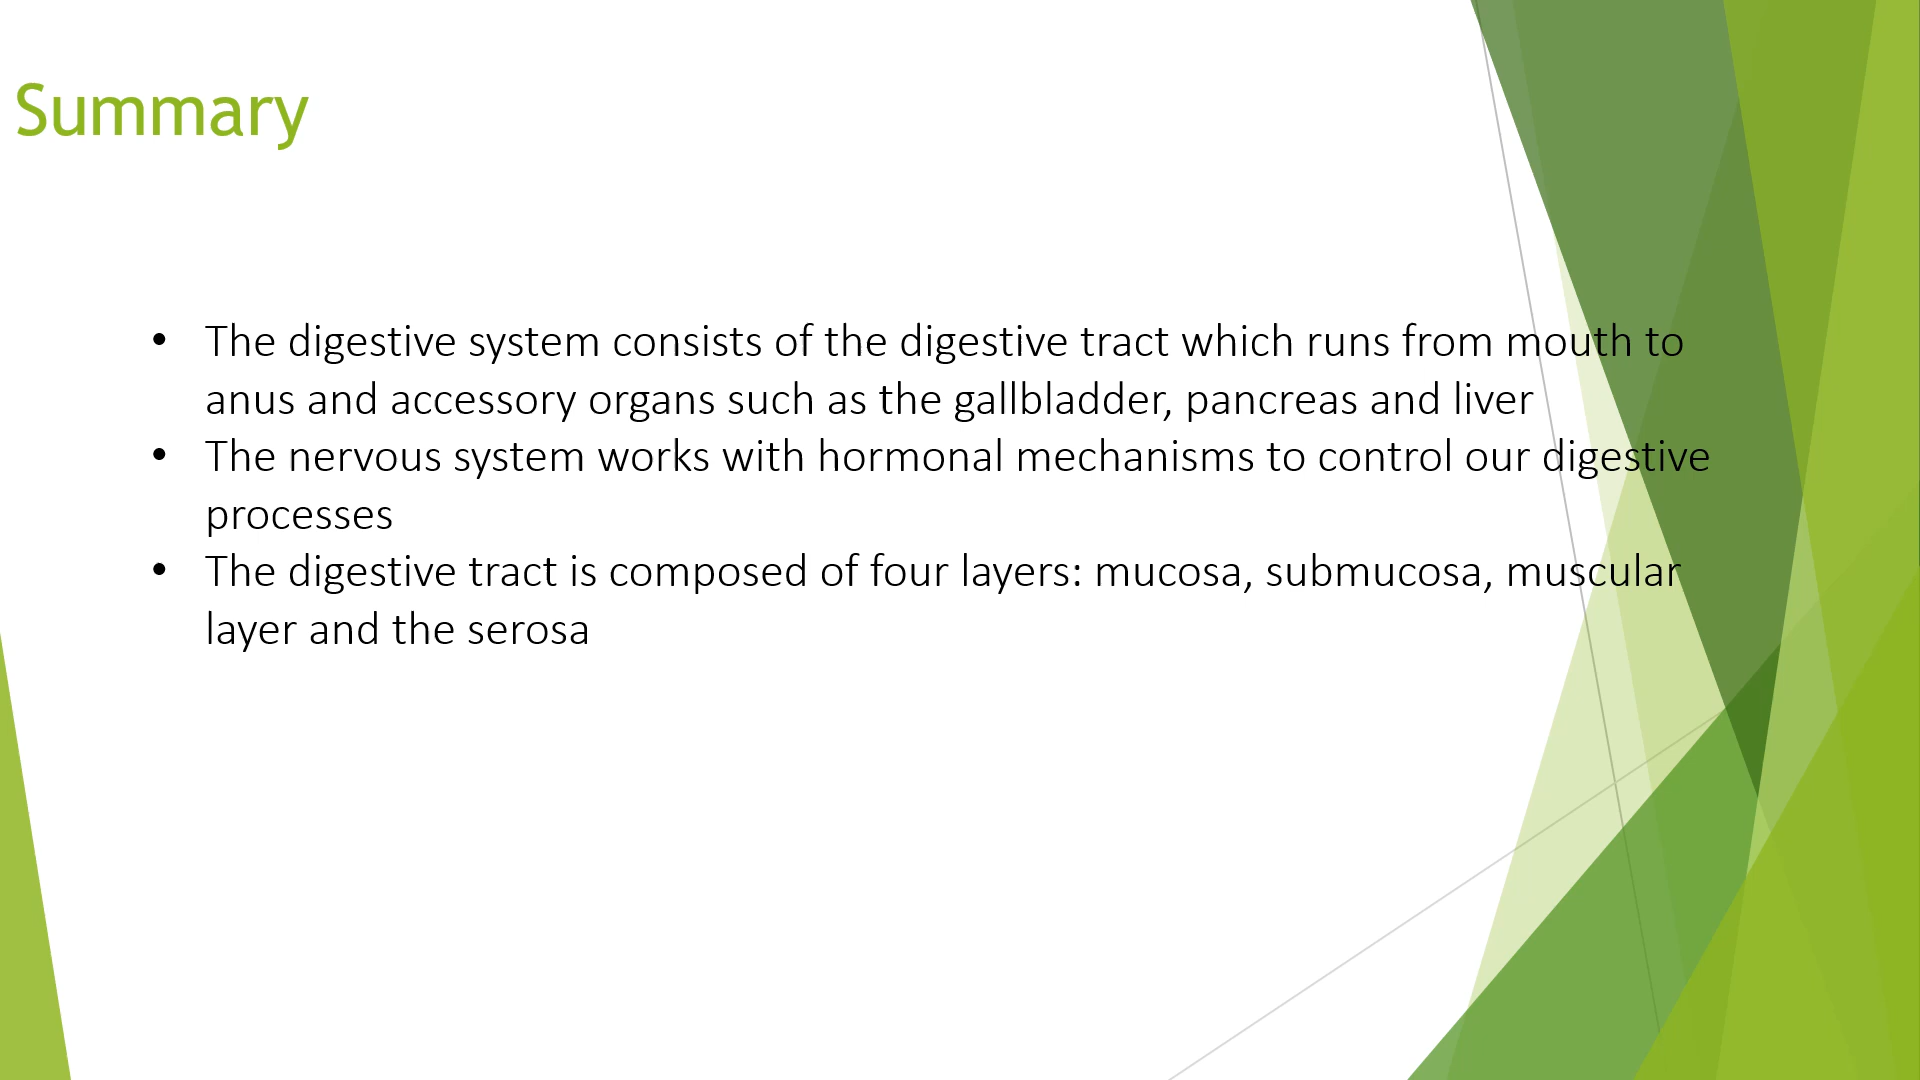 Summary
• The digestive system consists of the digestive tract which runs from mouth to
anus and accessory organs such as the gallbladder, pancreas and liver
• The nervous system works with hormonal mechanisms to control our digestive
processes
• The digestive tract is composed of four layers: mucosa, submucosa, muscular
layer and the serosa